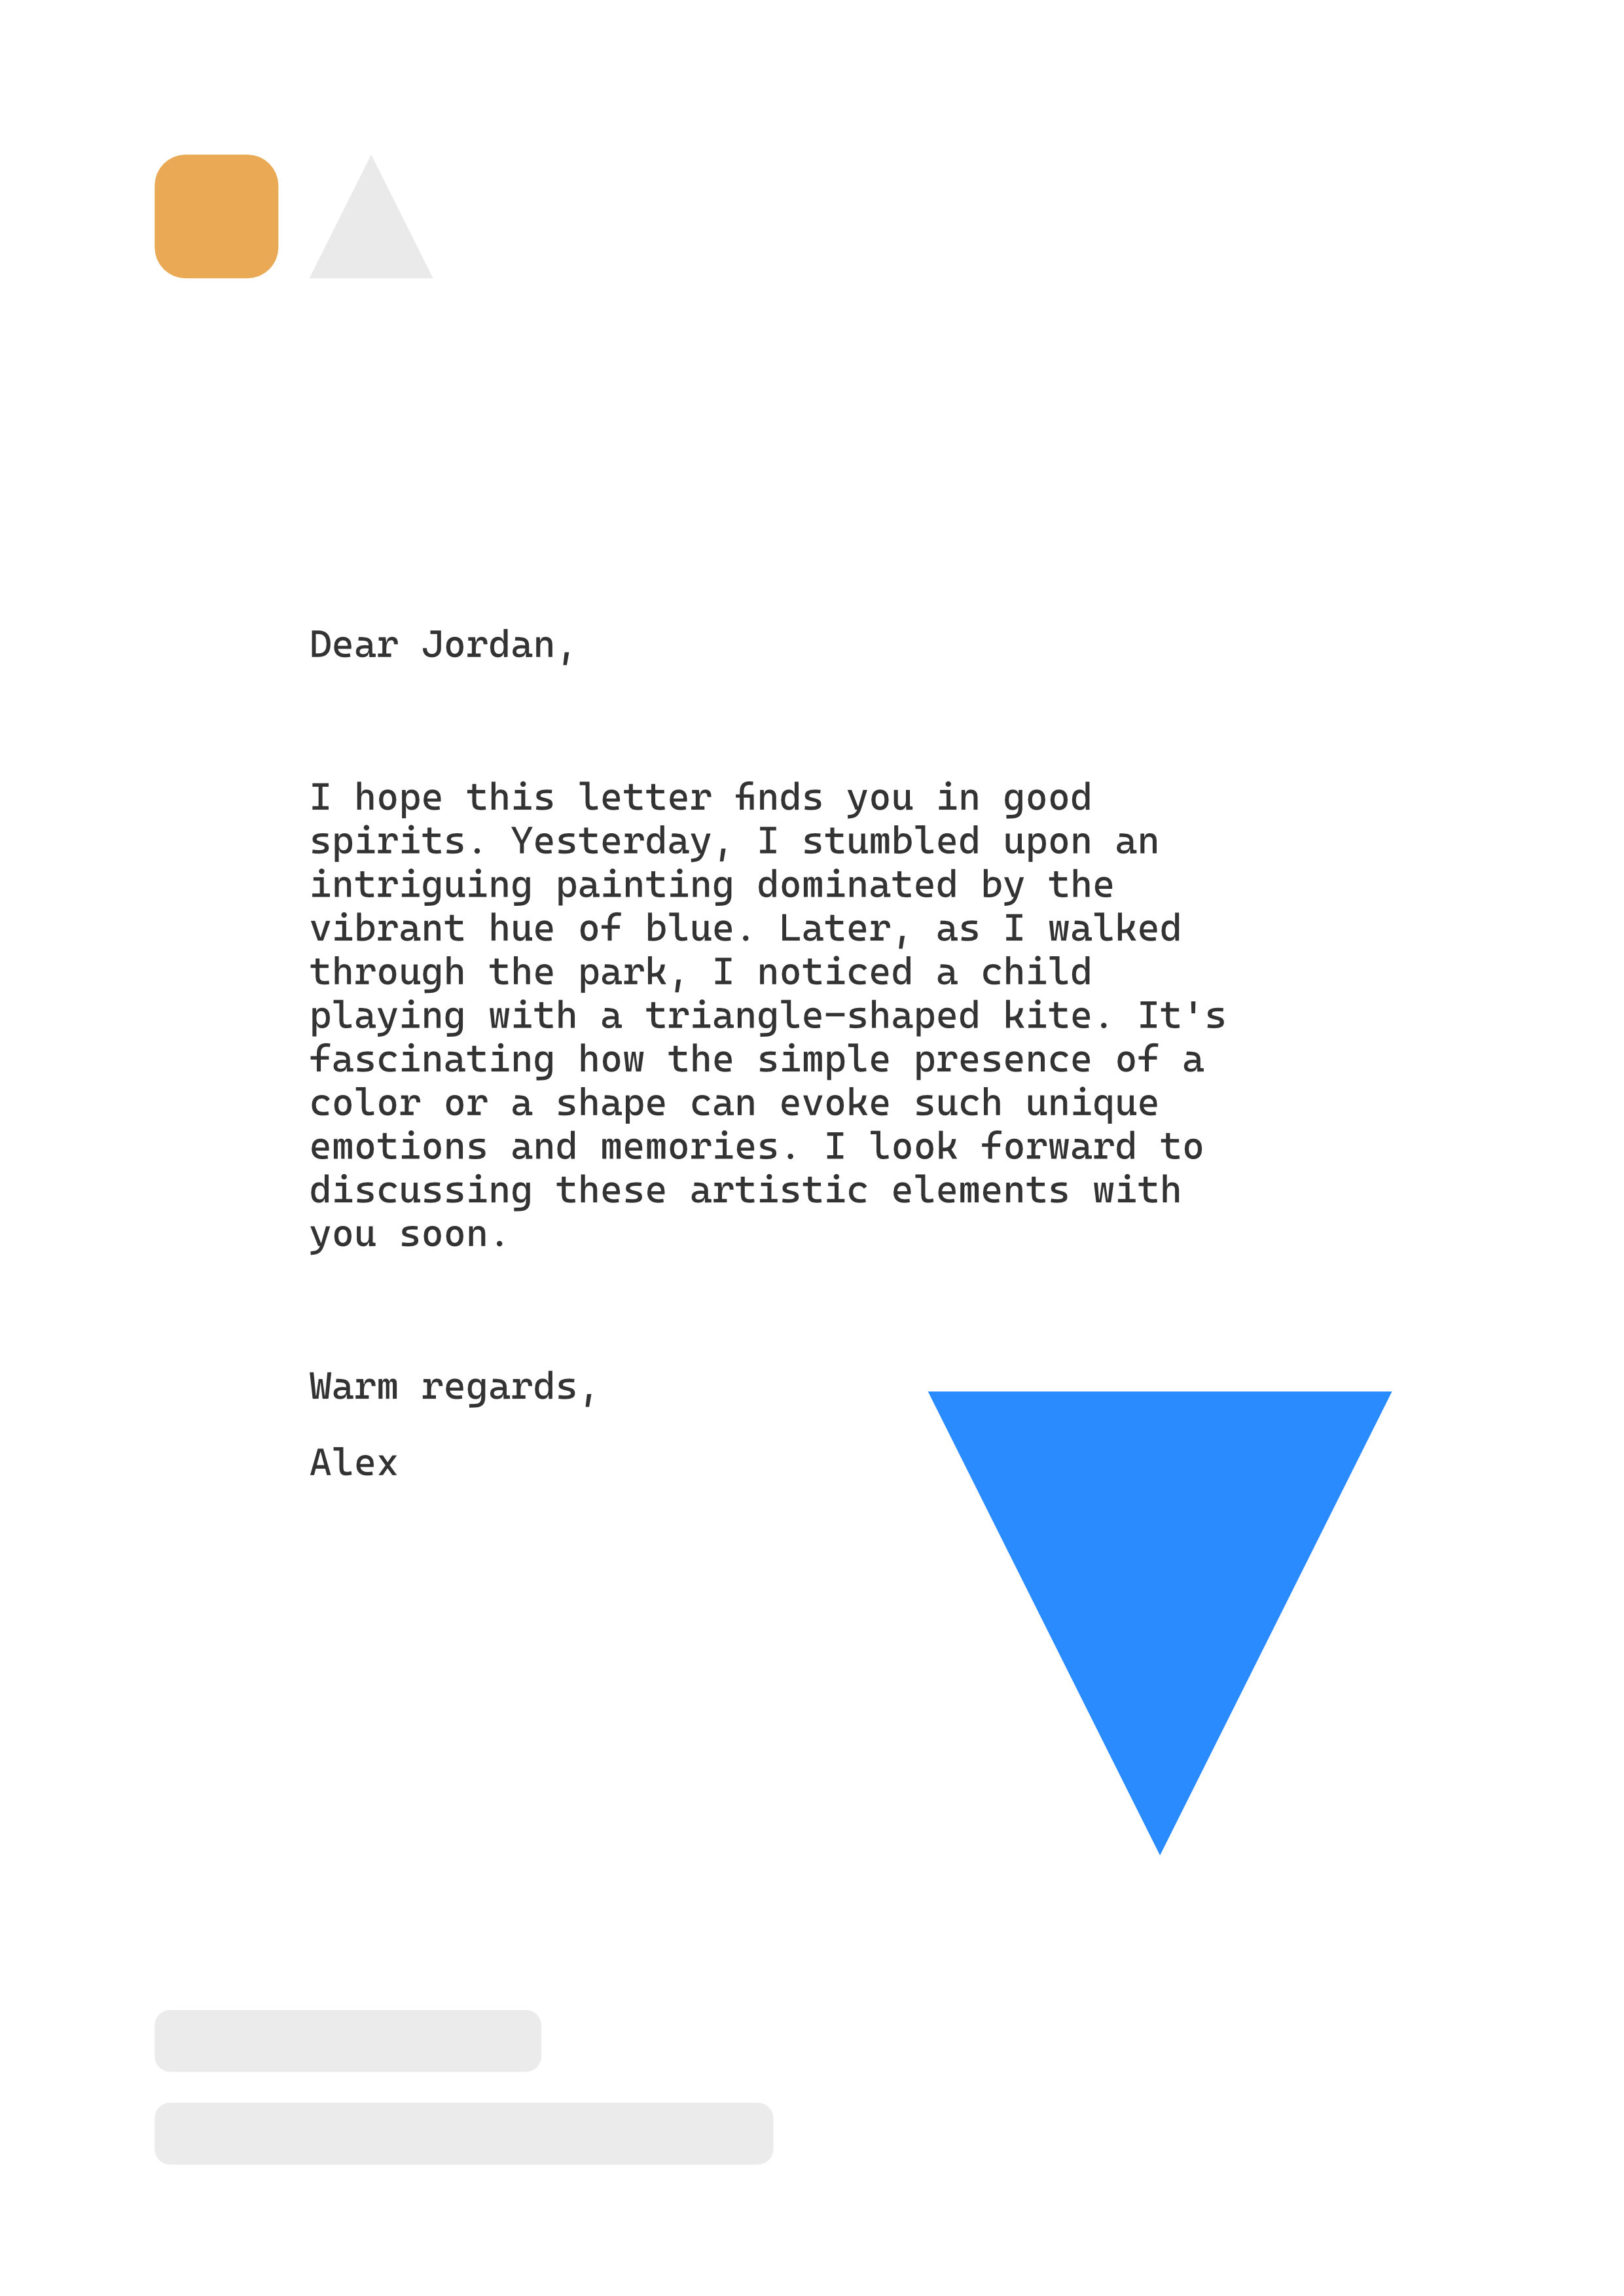 Dear Jordan,
I hope this letter finds you in good
spirits. Yesterday, I stumbled upon an
intriguing painting dominated by the
vibrant hue of blue. Later, as I walked
through the park, I noticed a child
playing with a triangle-shaped kite. It's
fascinating how the simple presence of a
color or a shape can evoke such unique
emotions and memories. I look forward to
discussing these artistic elements with
you soon.
Warm regards,
Alex